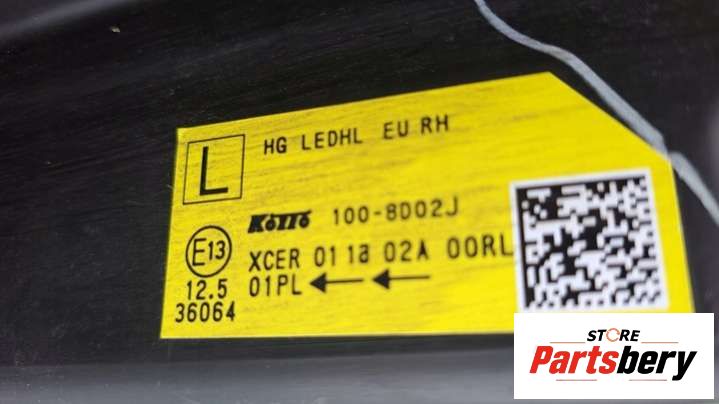 L
HG LEDHL EU RH
KOITO 100-8D02J
E13
XCER 01 1a 02A 00RL
12.5
01PL
36064
STORE
Partsbery